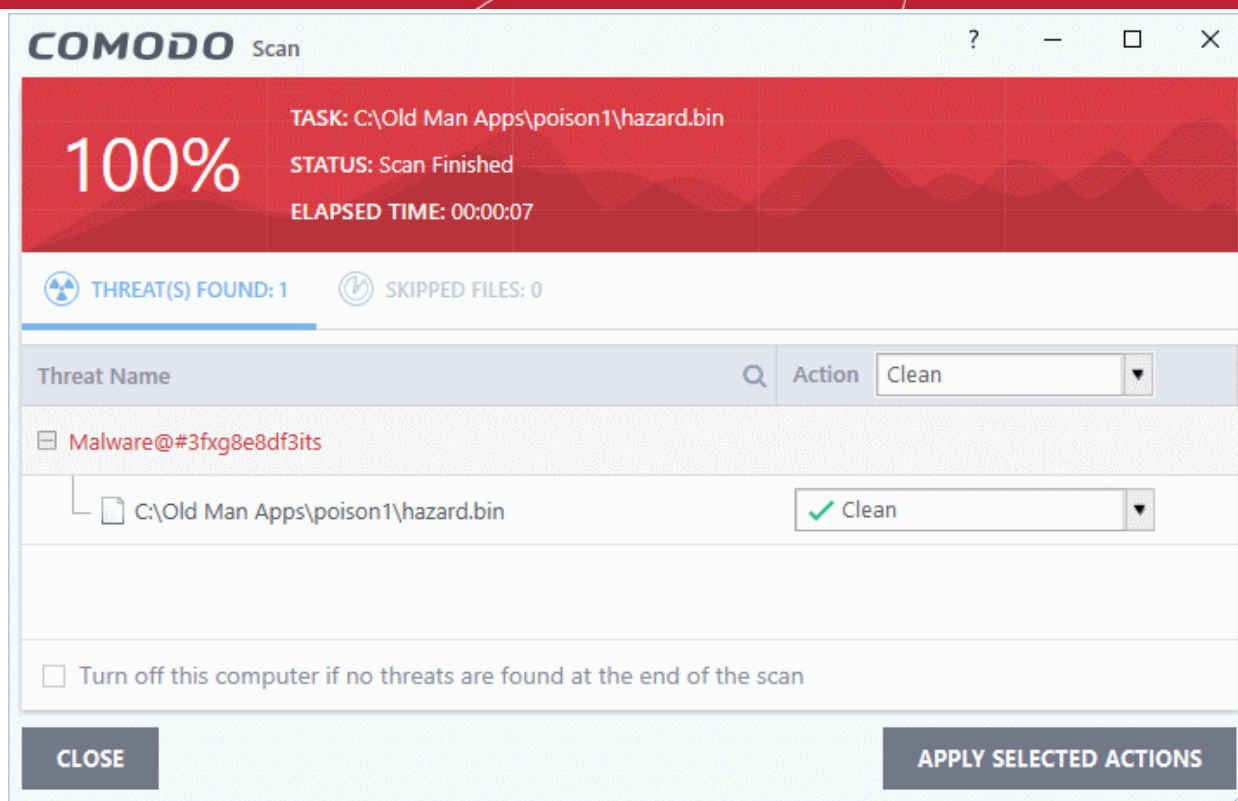 COMODO Scan
100%
TASK: C:\Old Man Apps\poison1\hazard.bin
STATUS: Scan Finished
ELAPSED TIME: 00:00:07
THREAT(S) FOUND: 1 SKIPPED FILES: 0
Threat Name Action Clean
Malware@#3fxg8e8df3its
C:\Old Man Apps\poison1\hazard.bin Clean
Turn off this computer if no threats are found at the end of the scan
CLOSE APPLY SELECTED ACTIONS